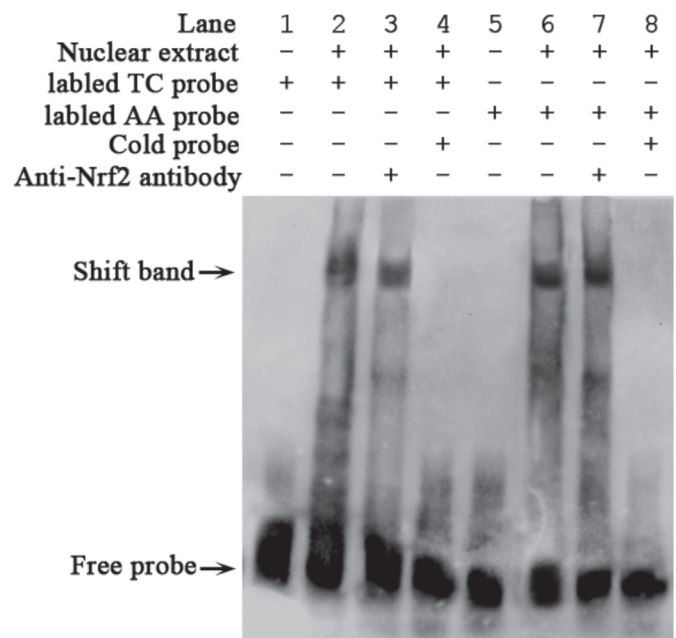 Lane 1 2 3 4 5 6 7 8
Nuclear extract − + + + − + + +
labled TC probe + + + + − − − −
labled AA probe − − − − + + + +
Cold probe − − − + − − − +
Anti-Nrf2 antibody − − + − − − + −
Shift band→
Free probe→